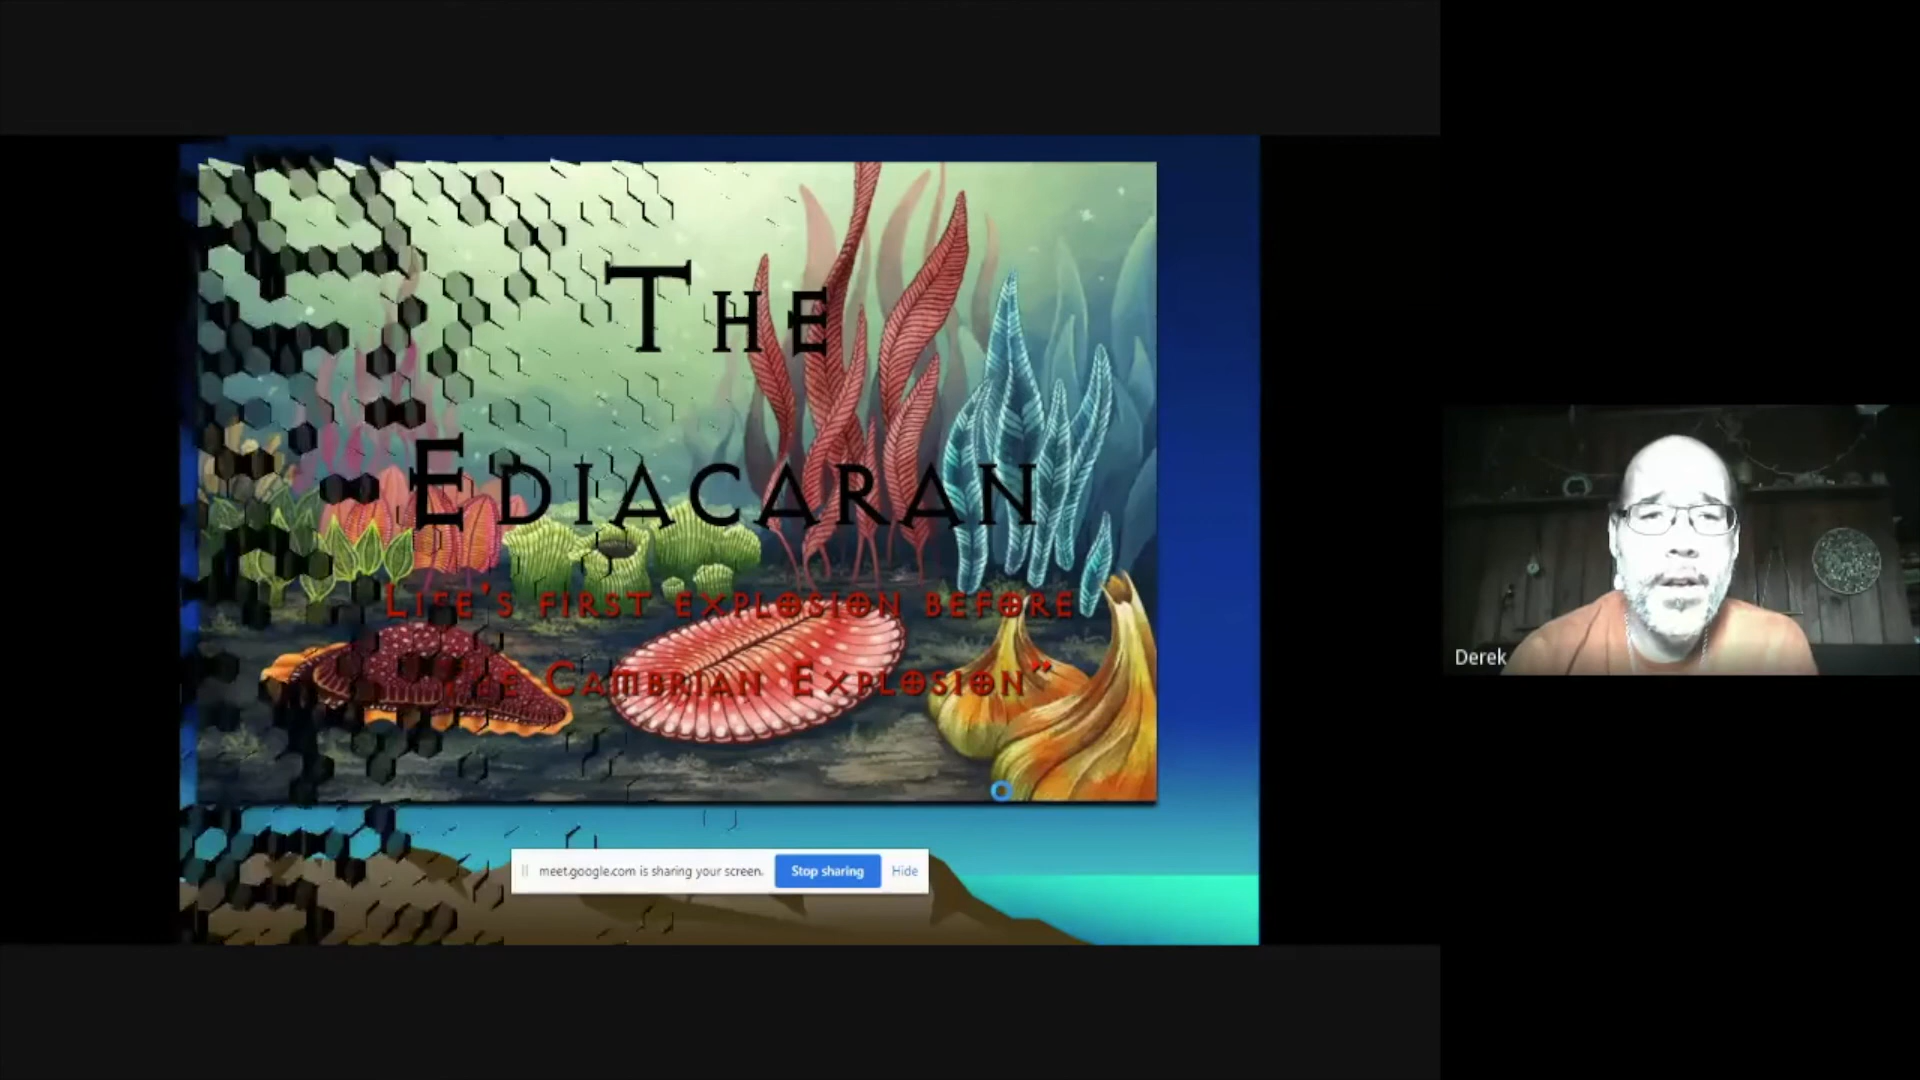 The
Ediacaran
Life's first explosion before
Cambrian Explosion"
meet.google.com is sharing your screen. Stop sharing Hide
Derek